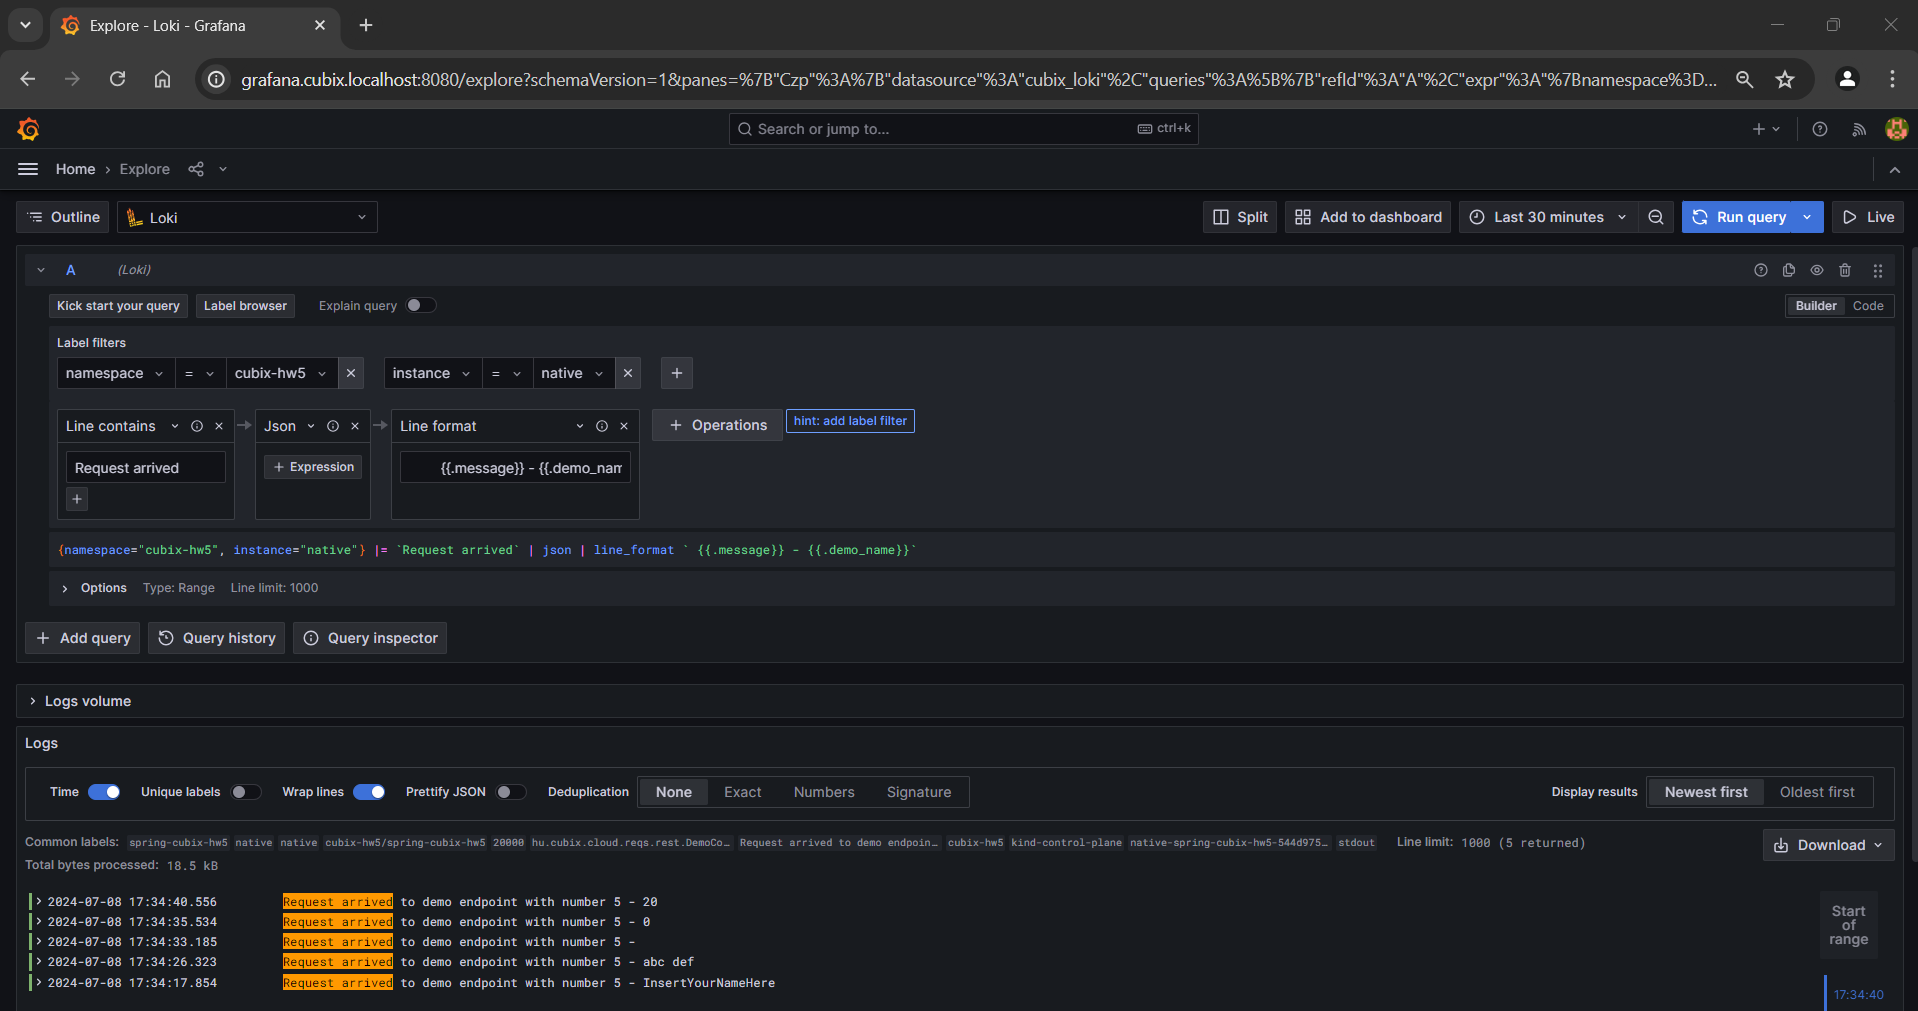 Explore - Loki - Grafana
grafana.cubix.localhost:8080/explore?schemaVersion=1&panes=%7B"Czp"%3A%7B"datasource"%3A"cubix_loki"%2C"queries"%3A%5B%7B"refId"%3A"A"%2C"expr"%3A"%7Bnamespace%3D...
Search or jump to... ctrl+k
Home › Explore
Outline Loki Split Add to dashboard Last 30 minutes Run query Live
A (Loki)
Kick start your query Label browser Explain query Builder Code
Label filters
namespace = cubix-hw5 instance = native
Line contains Json Line format + Operations hint: add label filter
Request arrived + Expression {{.message}} - {{.demo_nam
+
{namespace="cubix-hw5", instance="native"} |= `Request arrived` | json | line_format ` {{.message}} - {{.demo_name}}`
Options Type: Range Line limit: 1000
+ Add query Query history Query inspector
Logs volume
Logs
Time Unique labels Wrap lines Prettify JSON Deduplication None Exact Numbers Signature Display results Newest first Oldest first
Common labels: spring-cubix-hw5 native native cubix-hw5/spring-cubix-hw5 20000 hu.cubix.cloud.reqs.rest.DemoCo… Request arrived to demo endpoin… cubix-hw5 kind-control-plane native-spring-cubix-hw5-544d975… stdout Line limit: 1000 (5 returned)
Download
Total bytes processed: 18.5 kB
2024-07-08 17:34:40.556 Request arrived to demo endpoint with number 5 - 20
2024-07-08 17:34:35.534 Request arrived to demo endpoint with number 5 - 0
2024-07-08 17:34:33.185 Request arrived to demo endpoint with number 5 -
2024-07-08 17:34:26.323 Request arrived to demo endpoint with number 5 - abc def
2024-07-08 17:34:17.854 Request arrived to demo endpoint with number 5 - InsertYourNameHere
Start
of
range
17:34:40